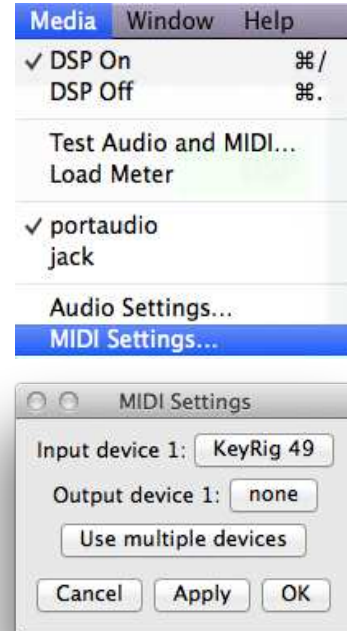 Media Window Help
✓ DSP On ⌘/
DSP Off ⌘.
Test Audio and MIDI...
Load Meter
✓ portaudio
jack
Audio Settings...
MIDI Settings...
MIDI Settings
Input device 1: KeyRig 49
Output device 1: none
Use multiple devices
Cancel Apply OK